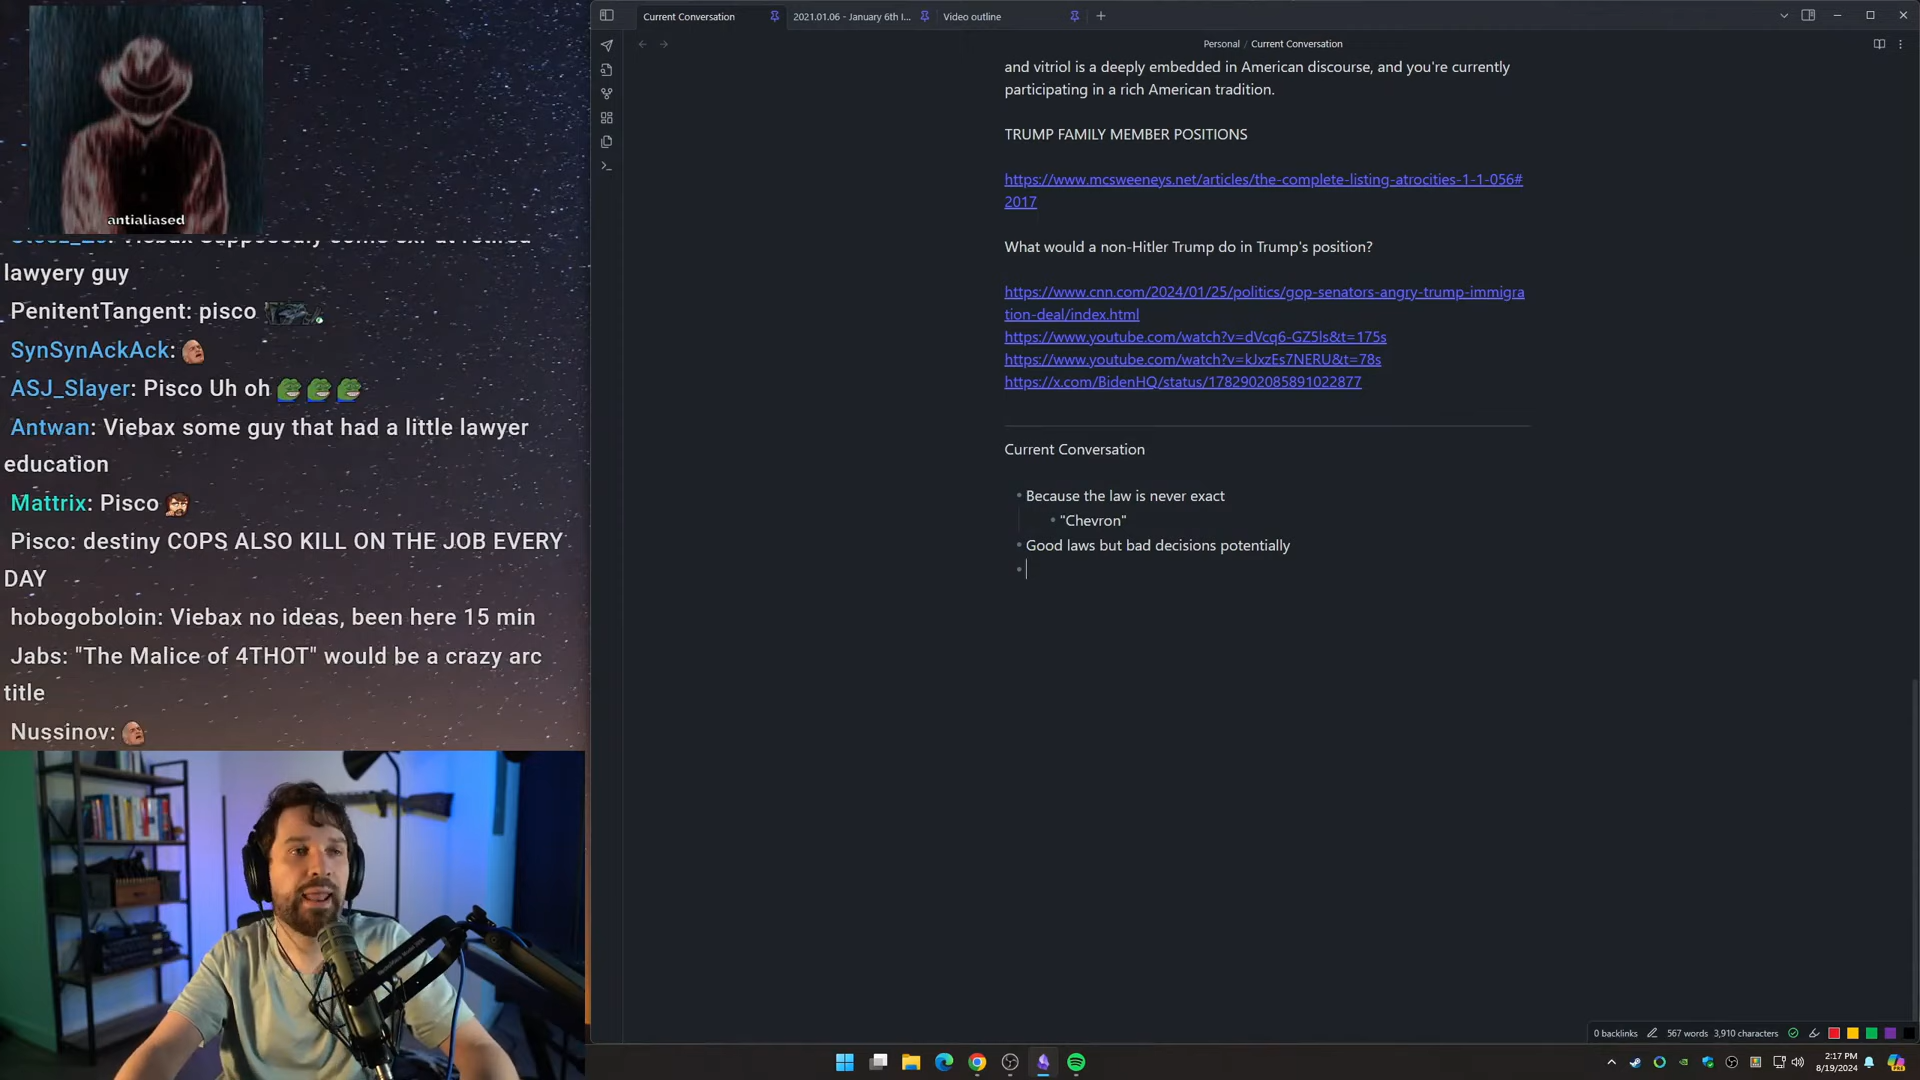 antialiased
lawyery guy
PenitentTangent: pisco
SynSynAckAck:
ASJ_Slayer: Pisco Uh oh
Antwan: Viebax some guy that had a little lawyer
education
Mattrix: Pisco
Pisco: destiny COPS ALSO KILL ON THE JOB EVERY
DAY
hobogoboloin: Viebax no ideas, been here 15 min
Jabs: "The Malice of 4THOT" would be a crazy arc
title
Nussinov:
Current Conversation
2021.01.06 - January 6th I...
Video outline
Personal / Current Conversation
and vitriol is a deeply embedded in American discourse, and you're currently
participating in a rich American tradition.
TRUMP FAMILY MEMBER POSITIONS
https://www.mcsweeneys.net/articles/the-complete-listing-atrocities-1-1-056#
2017
What would a non-Hitler Trump do in Trump's position?
https://www.cnn.com/2024/01/25/politics/gop-senators-angry-trump-immigra
tion-deal/index.html
https://www.youtube.com/watch?v=dVcq6-GZ5ls&t=175s
https://www.youtube.com/watch?v=kJxzEs7NERU&t=78s
https://x.com/BidenHQ/status/1782902085891022877
Current Conversation
Because the law is never exact
"Chevron"
Good laws but bad decisions potentially
0 backlinks 567 words 3,910 characters
2:17 PM
8/19/2024